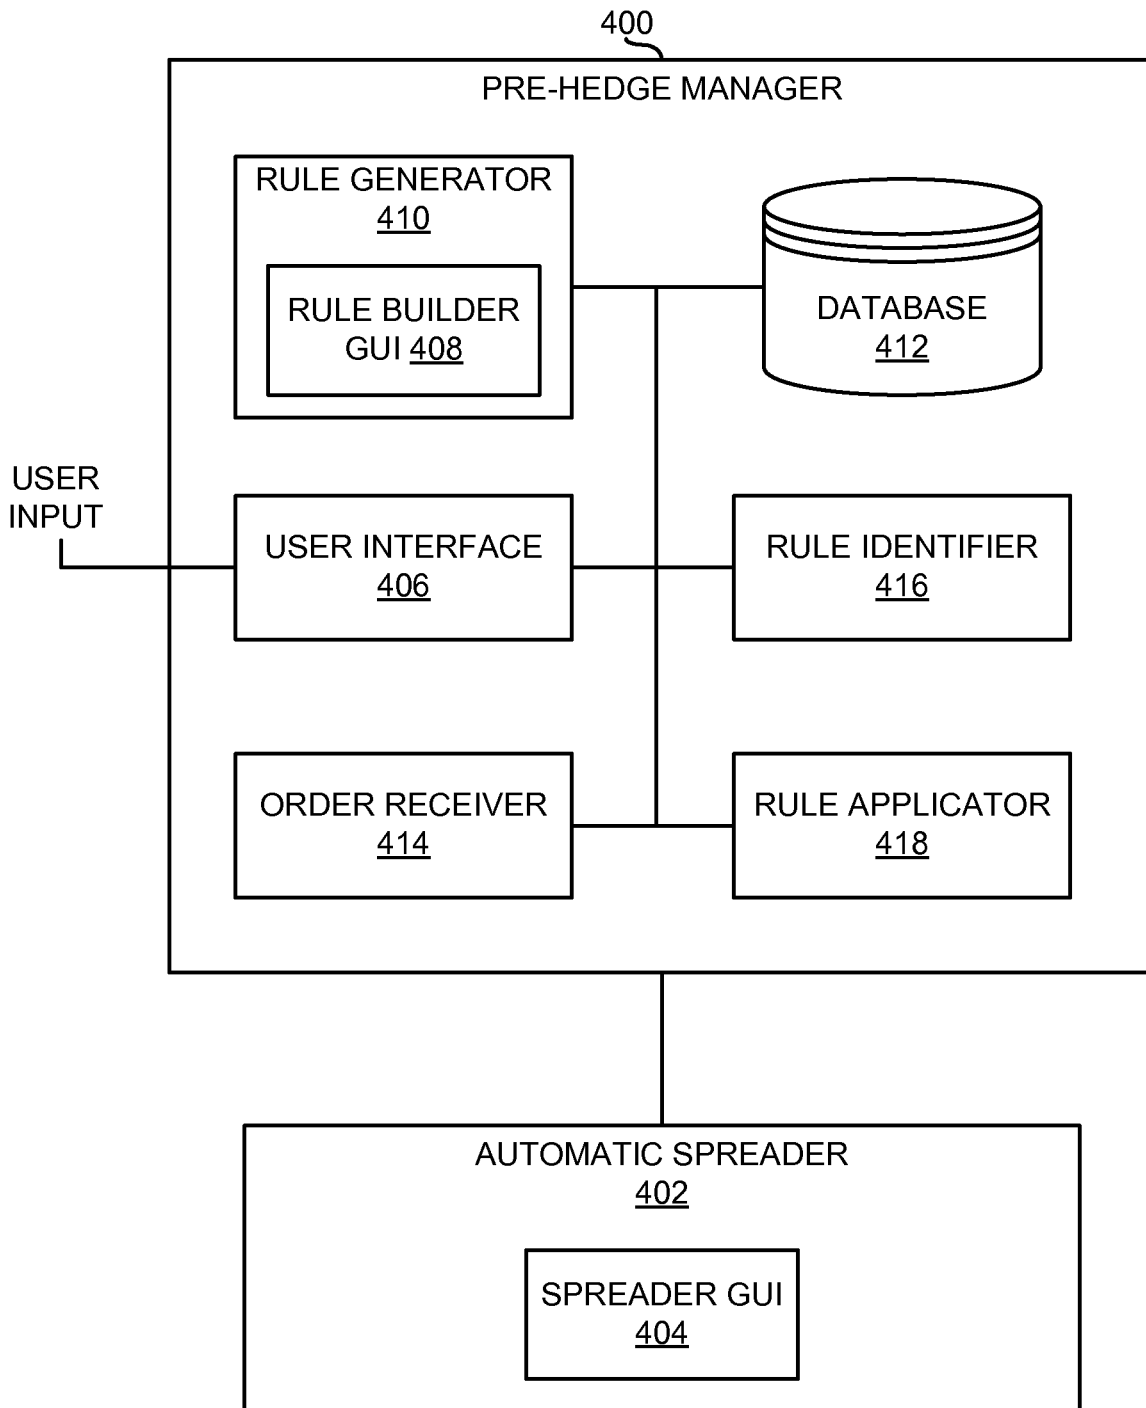 400
PRE-HEDGE MANAGER
RULE GENERATOR
410
RULE BUILDER
GUI 408
DATABASE
412
USER
INPUT
USER INTERFACE
406
RULE IDENTIFIER
416
ORDER RECEIVER
414
RULE APPLICATOR
418
AUTOMATIC SPREADER
402
SPREADER GUI
404